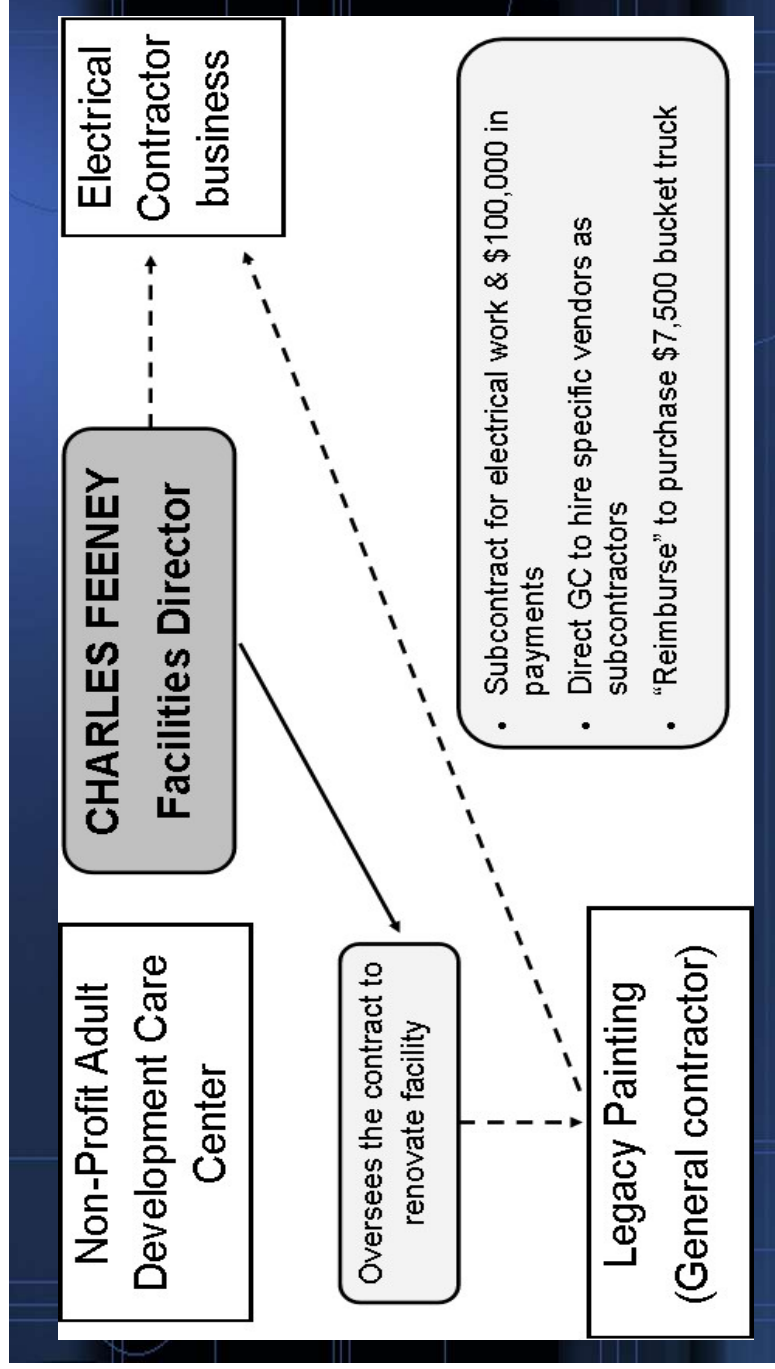 Non-Profit Adult
Development Care
Center
CHARLES FEENEY
Facilities Director
Electrical
Contractor
business
Oversees the contract to
renovate facility
Legacy Painting
(General contractor)
• Subcontract for electrical work & $100,000 in
payments
• Direct GC to hire specific vendors as
subcontractors
• “Reimburse” to purchase $7,500 bucket truck